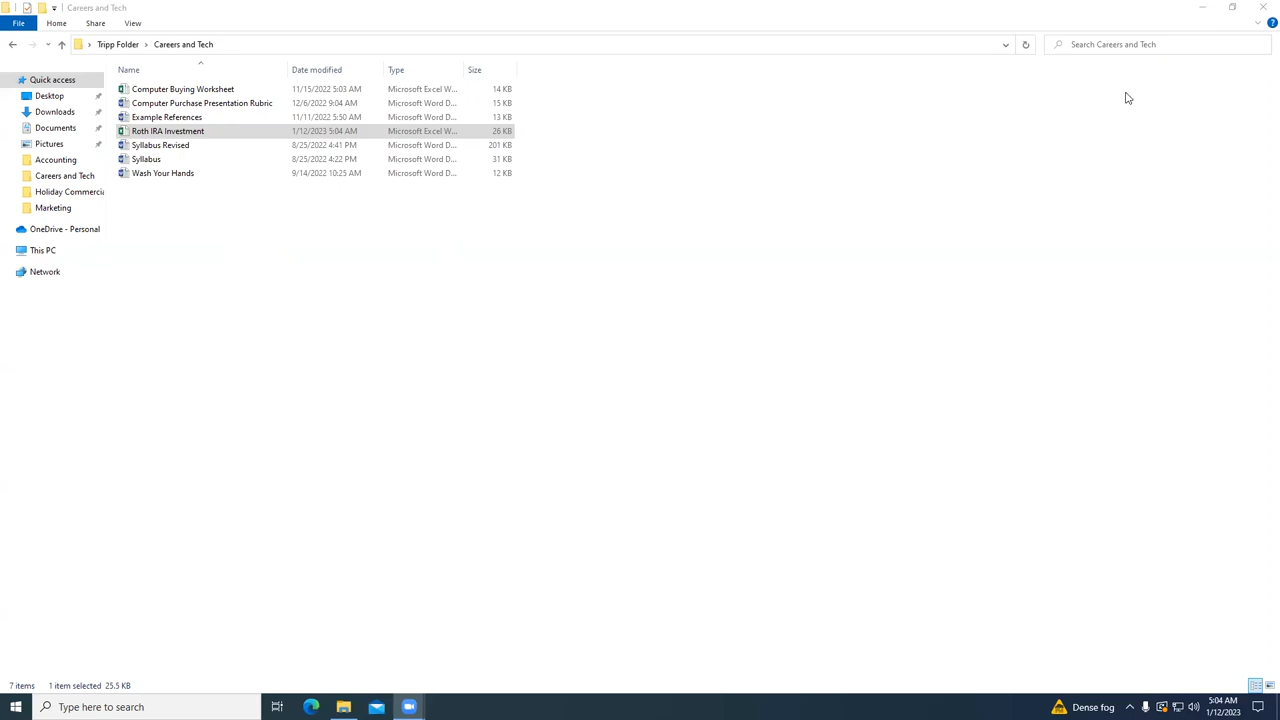 Careers and Tech
File Home Share View
Tripp Folder Careers and Tech Search Careers and Tech
Name Date modified Type Size
Quick access
Desktop
Downloads
Documents
Pictures
Accounting
Careers and Tech
Holiday Commercia
Marketing
OneDrive - Personal
This PC
Network
Computer Buying Worksheet 11/15/2022 5:03 AM Microsoft Excel W... 14 KB
Computer Purchase Presentation Rubric 12/6/2022 9:04 AM Microsoft Word D... 15 KB
Example References 11/11/2022 5:50 AM Microsoft Word D... 13 KB
Roth IRA Investment 1/12/2023 5:04 AM Microsoft Excel W... 26 KB
Syllabus Revised 8/25/2022 4:41 PM Microsoft Word D... 201 KB
Syllabus 8/25/2022 4:22 PM Microsoft Word D... 31 KB
Wash Your Hands 9/14/2022 10:25 AM Microsoft Word D... 12 KB
7 items 1 item selected 25.5 KB
Type here to search
Dense fog
5:04 AM
1/12/2023